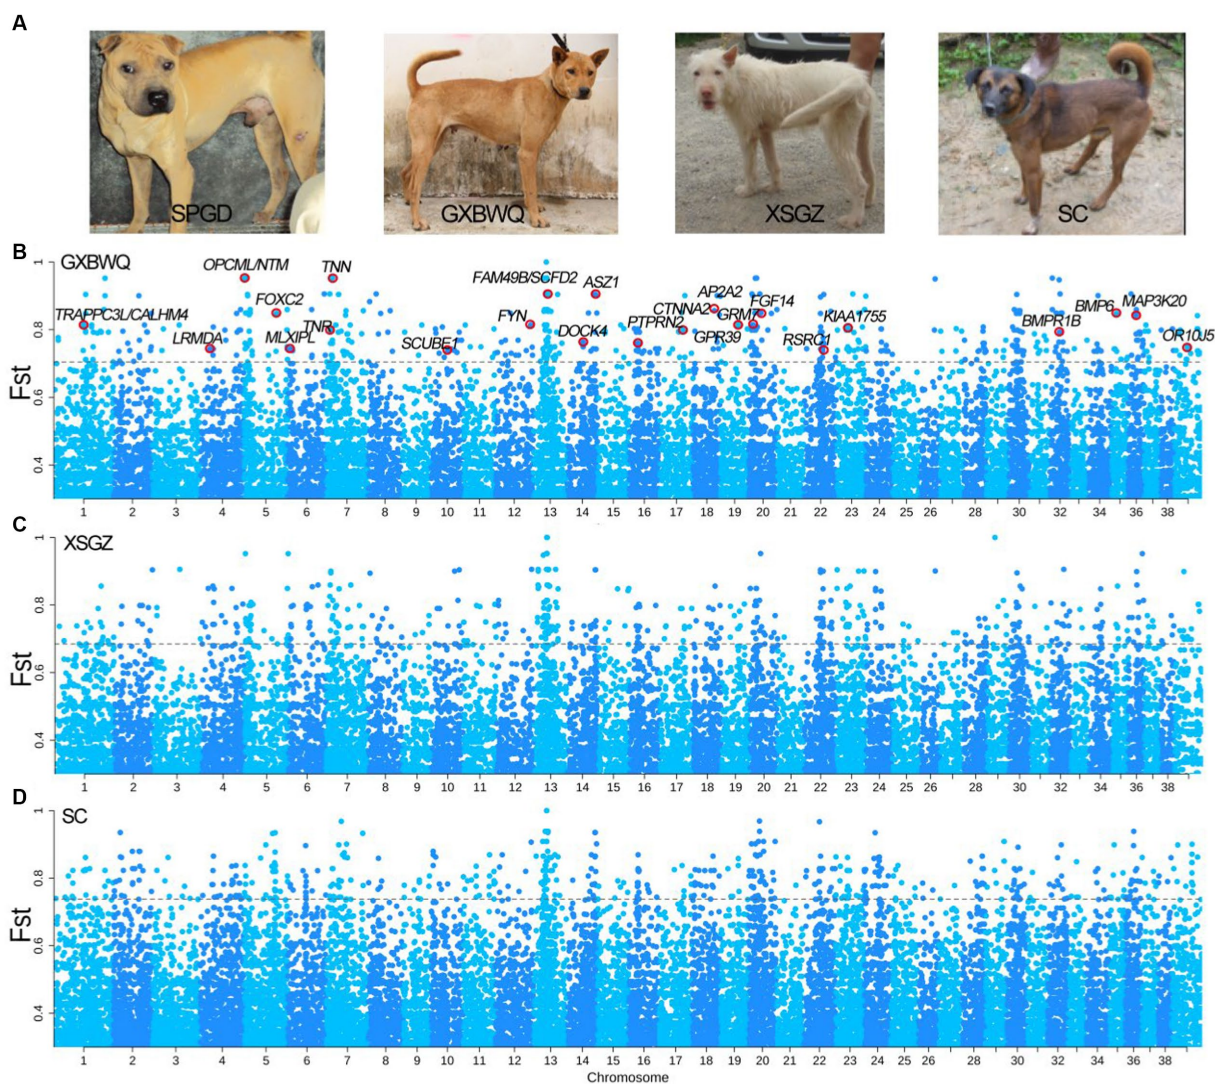 A
SPGD
GXBWQ
XSGZ
SC
B
GXBWQ
Fst
1
0.8
0.6
0.4
TRAPPC3L/CALHM4
LRMDA
OPCML/NTM
FOXC2
MLXIPL
TNN
TNR
SCUBE1
FYN
FAM49B/SCFD2
DOCK4
ASZ1
PTPRN2
CTNNA2
AP2A2
GPR39
GRM7
FGF14
RSRC1
KIAA1755
BMPR1B
BMP6
MAP3K20
OR10J5
1 2 3 4 5 6 7 8 9 10 11 12 13 14 15 16 17 18 19 20 21 22 23 24 25 26 28 30 32 34 36 38
C
XSGZ
Fst
1
0.8
0.6
0.4
1 2 3 4 5 6 7 8 9 10 11 12 13 14 15 16 17 18 19 20 21 22 23 24 25 26 28 30 32 34 36 38
D
SC
Fst
1
0.8
0.6
0.4
1 2 3 4 5 6 7 8 9 10 11 12 13 14 15 16 17 18 19 20 21 22 23 24 25 26 28 30 32 34 36 38
Chromosome